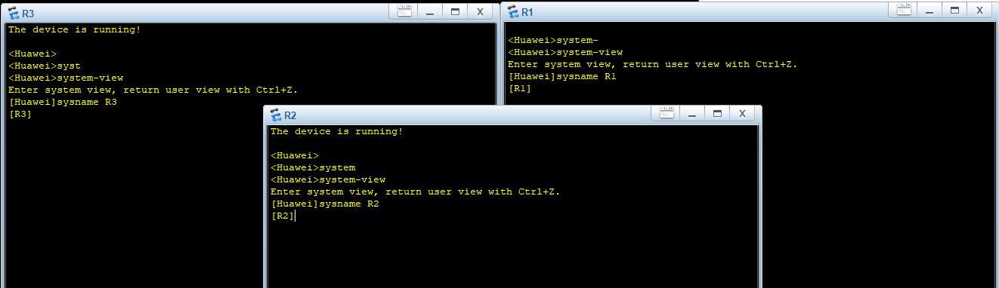 R3
The device is running!
<Huawei>
<Huawei>syst
<Huawei>system-view
Enter system view, return user view with Ctrl+Z.
[Huawei]sysname R3
[R3]
R1
<Huawei>system-
<Huawei>system-view
Enter system view, return user view with Ctrl+Z.
[Huawei]sysname R1
[R1]
R2
The device is running!
<Huawei>
<Huawei>system
<Huawei>system-view
Enter system view, return user view with Ctrl+Z.
[Huawei]sysname R2
[R2]